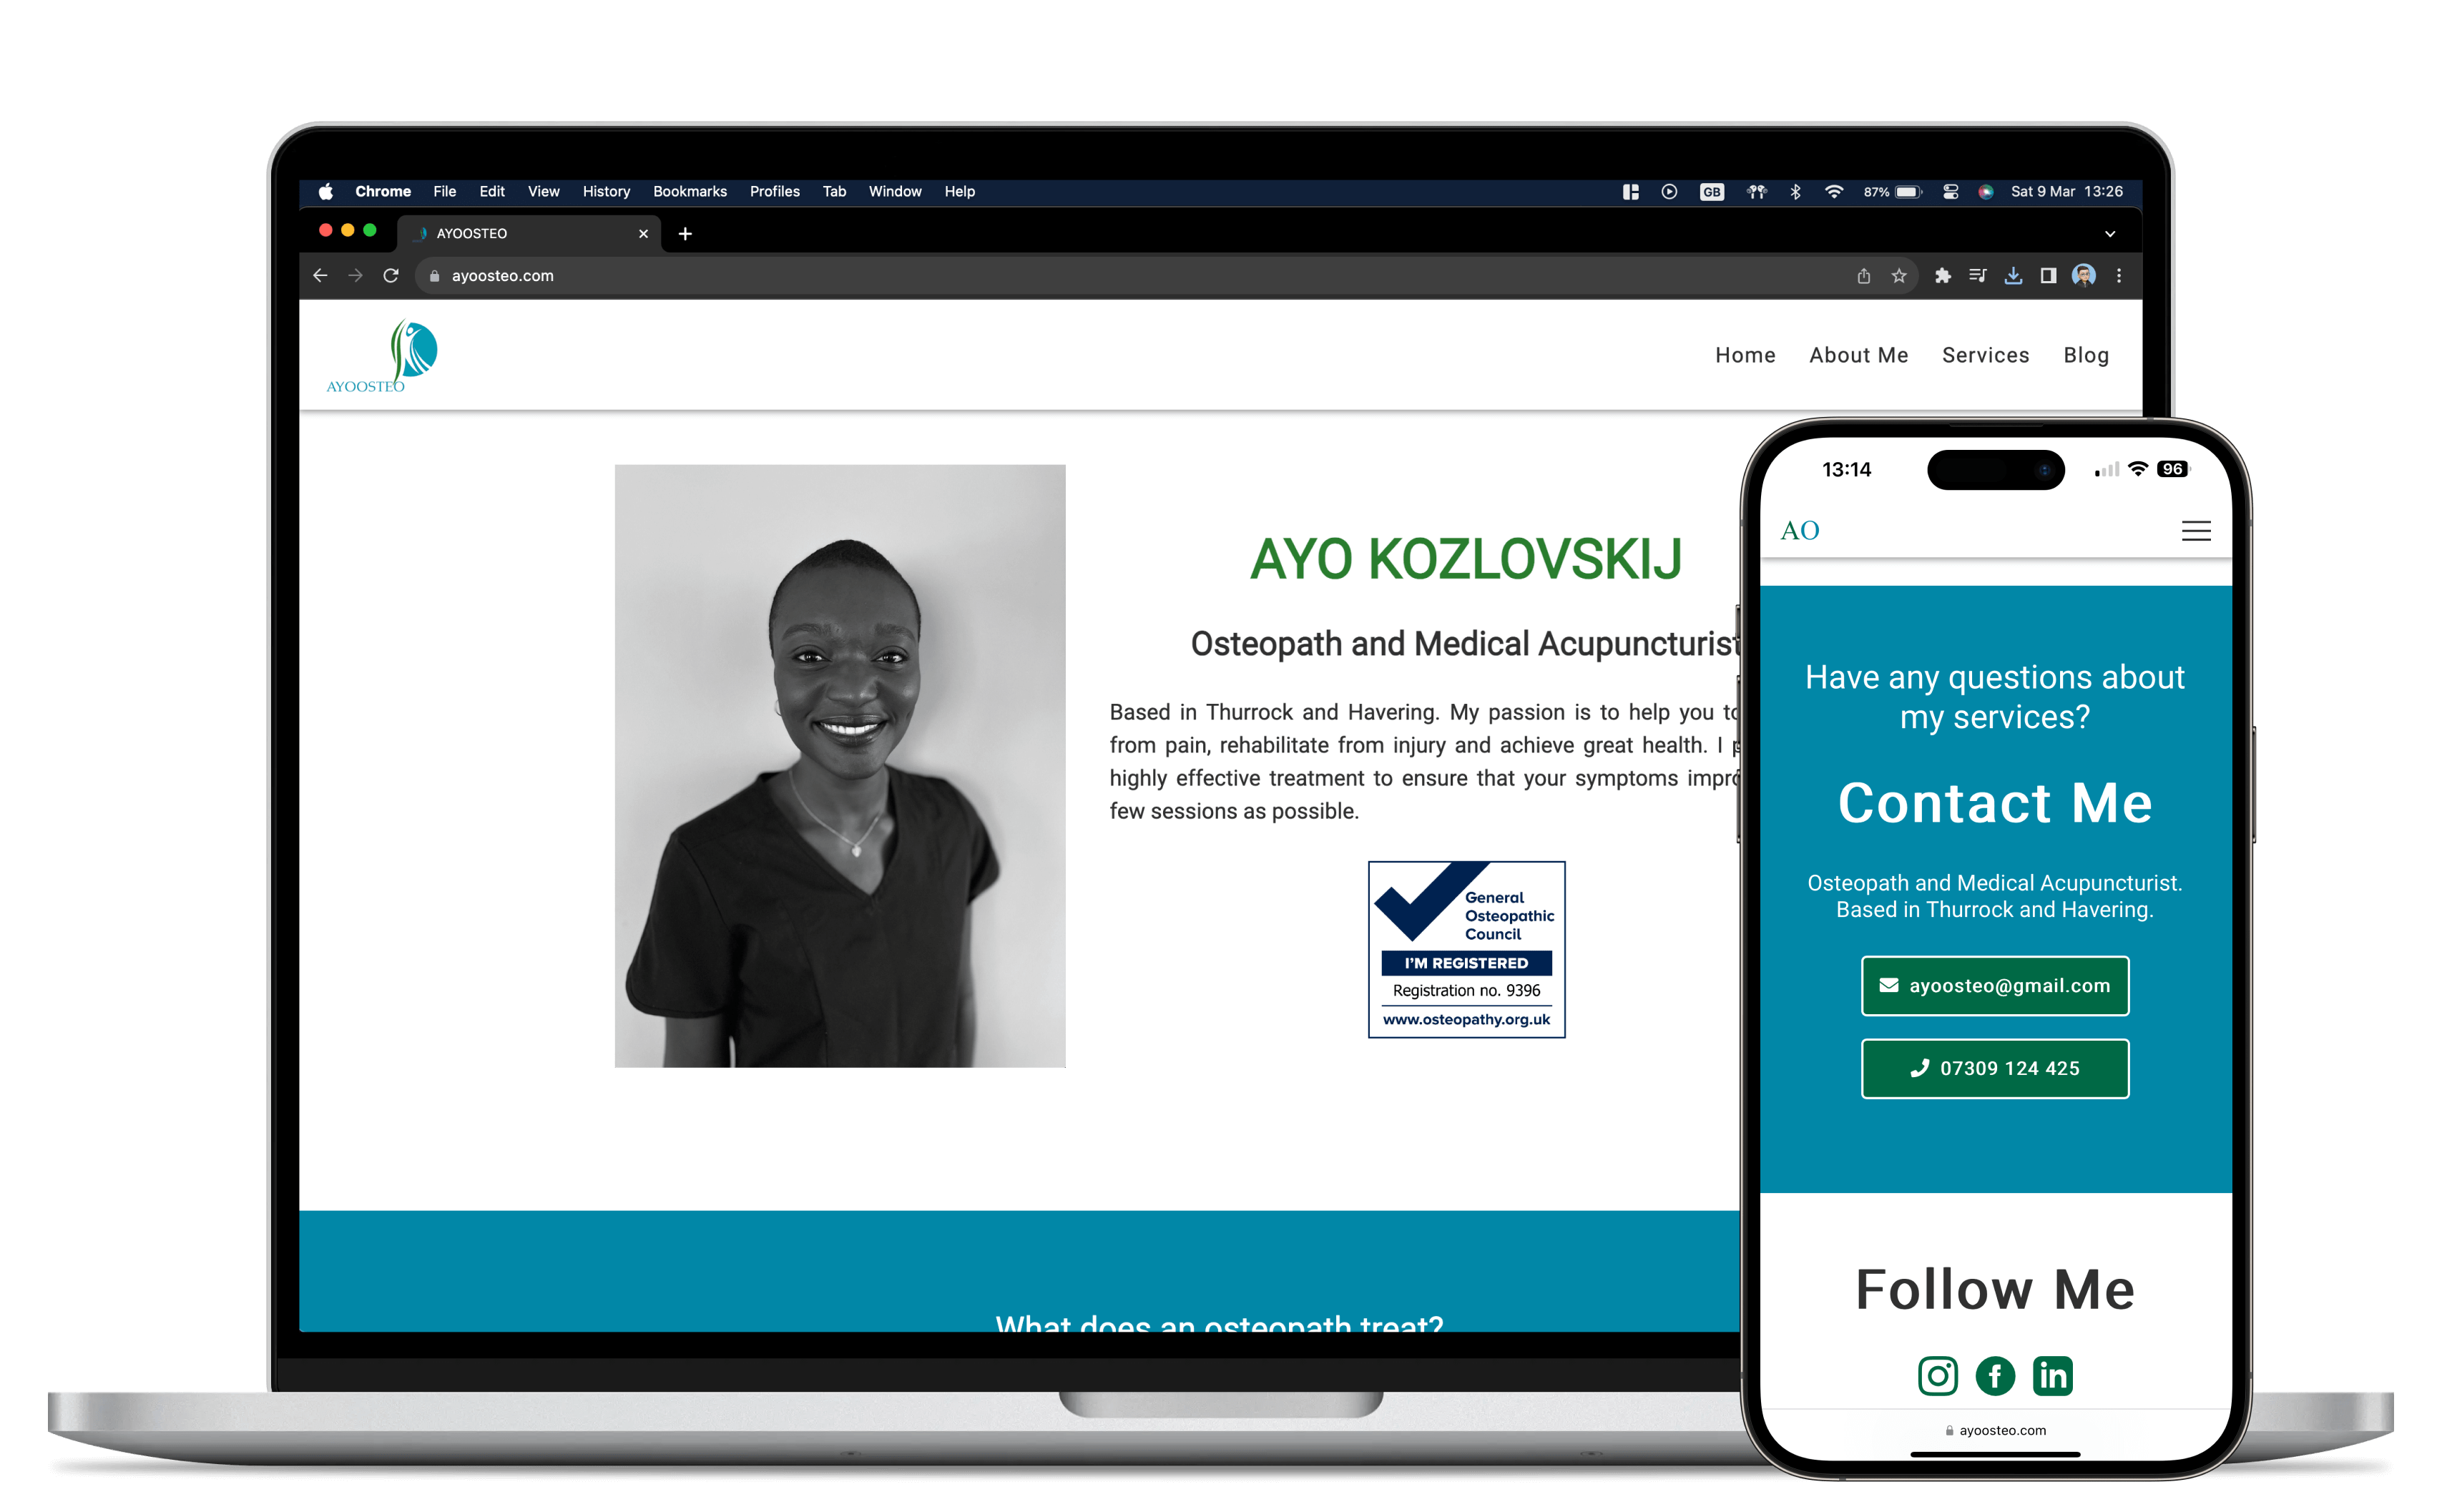 Chrome File Edit View History Bookmarks Profiles Tab Window Help
GB 87% Sat 9 Mar 13:26
AYOOSTEO
ayoosteo.com
AYOOSTEO
Home About Me Services Blog
AYO KOZLOVSKIJ
Osteopath and Medical Acupuncturist
Based in Thurrock and Havering. My passion is to help you
from pain, rehabilitate from injury and achieve great health. I
highly effective treatment to ensure that your symptoms
few sessions as possible.
General
Osteopathic
Council
I'M REGISTERED
Registration no. 9396
www.osteopathy.org.uk
What does an osteopath treat?
13:14 96
AO
Have any questions about
my services?
Contact Me
Osteopath and Medical Acupuncturist.
Based in Thurrock and Havering.
ayoosteo@gmail.com
07309 124 425
Follow Me
ayoosteo.com